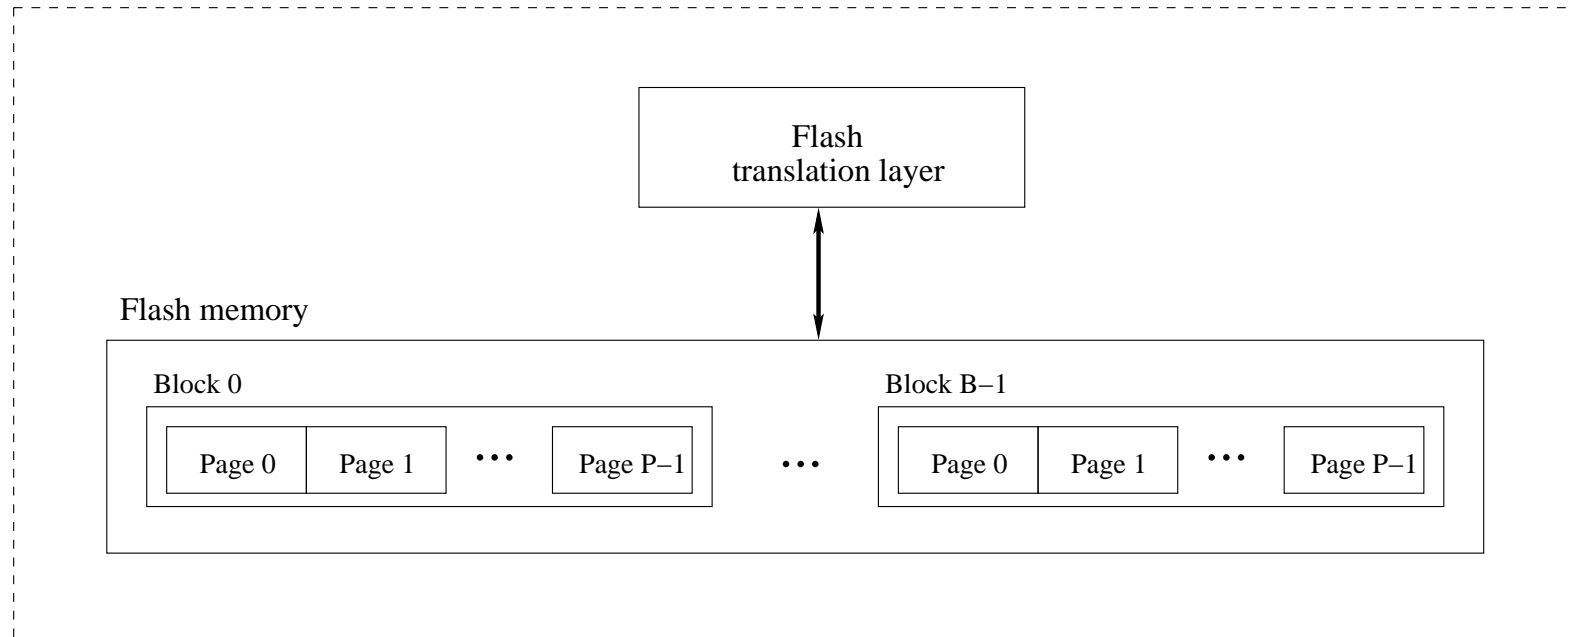 Flash
translation layer
Flash memory
Block 0
Block B–1
Page 0
Page 1
•••
Page P–1
•••
Page 0
Page 1
•••
Page P–1